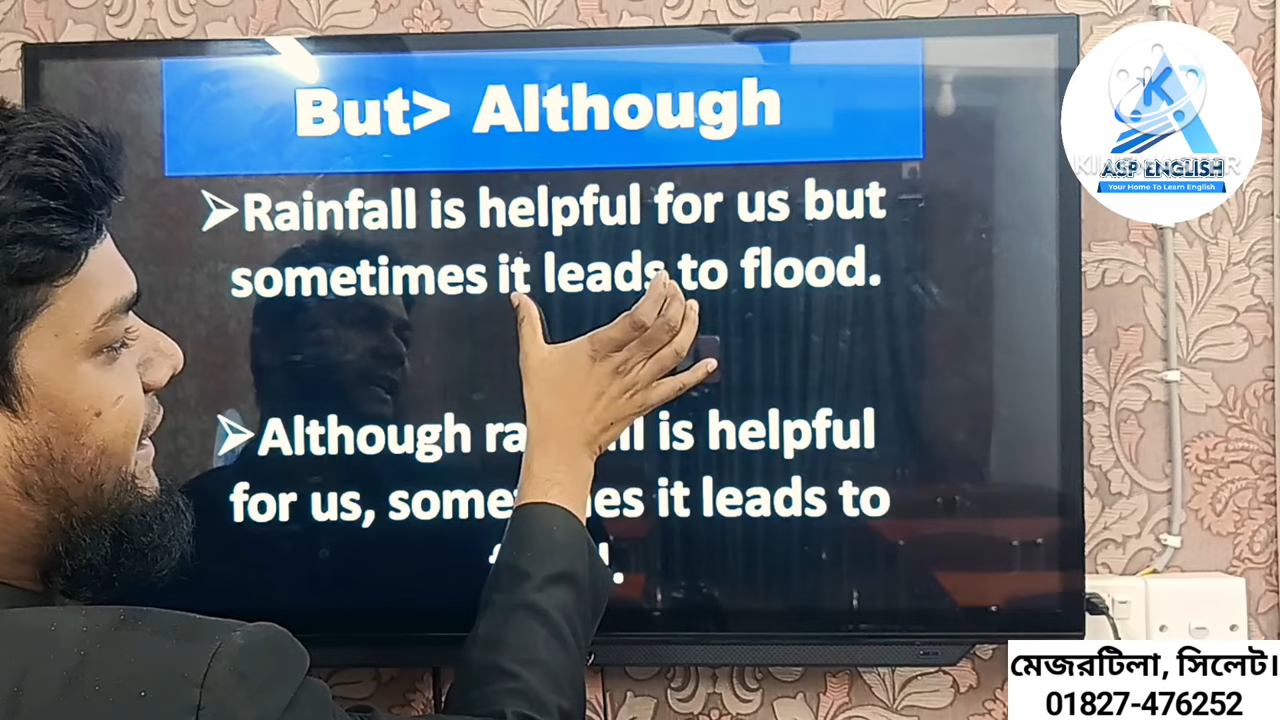 But> Although
Rainfall is helpful for us but
sometimes it leads to flood.
Although is helpful
for us, it leads to
ASP ENGLISH
Your Home To Learn English
মেজরটিলা, সিলেট।
01827-476252